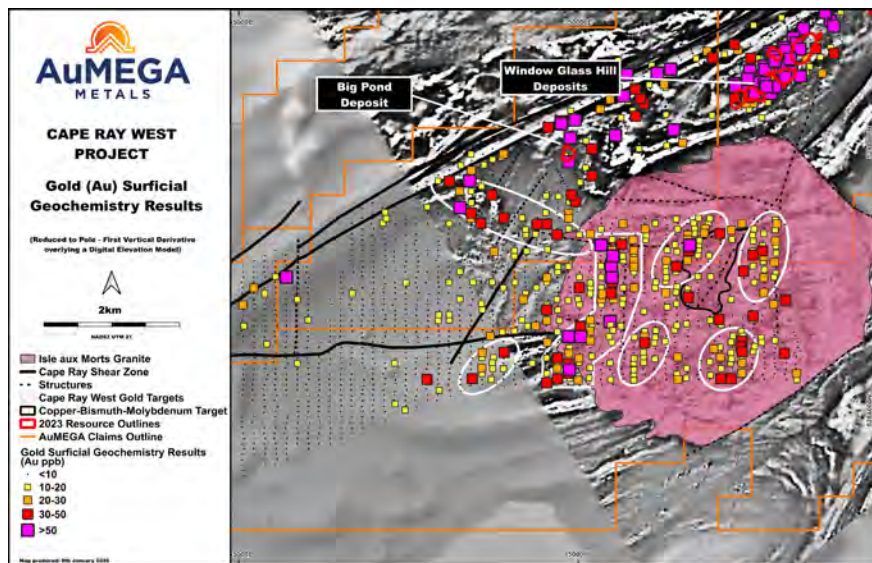 AuMEGA
METALS
CAPE RAY WEST
PROJECT
Gold (Au) Surficial
Geochemistry Results
(Reduced to Pole - First Vertical Derivative
overlying a Digital Elevation Model)
2km
NAD83 UTM 21
Isle aux Morts Granite
Cape Ray Shear Zone
Structures
Cape Ray West Gold Targets
Copper-Bismuth-Molybdenum Target
2023 Resource Outlines
AuMEGA Claims Outline
Gold Surficial Geochemistry Results
(Au ppb)
<10
10-20
20-30
30-50
>50
Big Pond
Deposit
Window Glass Hill
Deposits